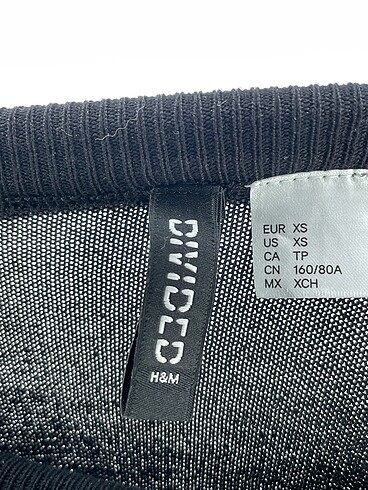 DIVIDED
H&M
EUR XS
US XS
CA TP
CN 160/80A
MX XCH